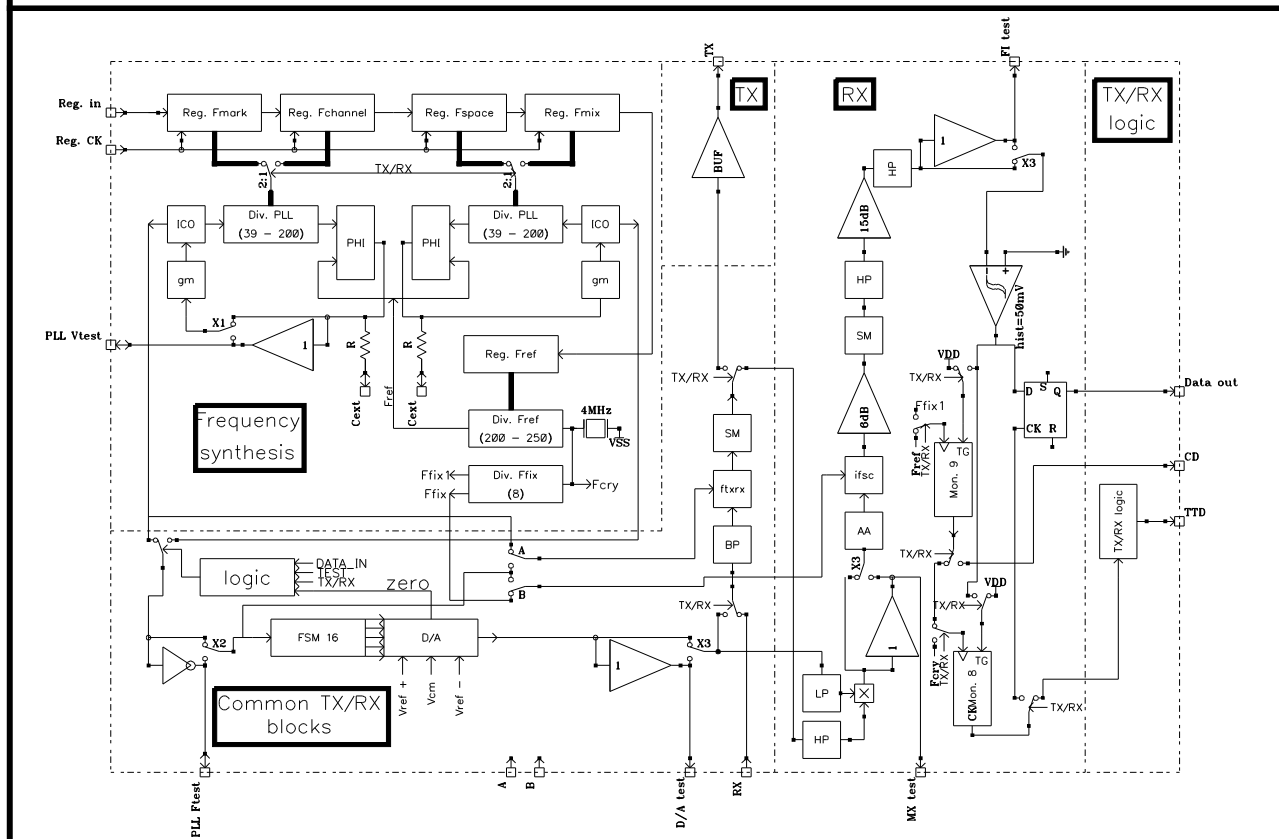 TX
FI test
Reg. in
Reg. Fmark
Reg. Fchannel
Reg. Fspace
Reg. Fmix
TX
RX
TX/RX
logic
Reg. CK
BUF
1
X3
HP
2:1
TX/RX
2:1
15dB
ICO
Div. PLL
(39 - 200)
PHI
PHI
Div. PLL
(39 - 200)
ICO
gm
gm
HP
- +
hist=50mV
X1
PLL Vtest
1
R
R
SM
Reg. Fref
VDD
TX/RX
TX/RX
Cext
Fref
Cext
D S Q
Data out
6dB
Ffix1
Frequency
synthesis
Div. Fref
(200 - 250)
4MHz
VSS
SM
CK R
Fref
TX/RX
TG
Mon. 9
CD
Ffix1
Ffix
Div. Ffix
(8)
Fcry
ftxrx
ifsc
TX/RX logic
TTD
BP
AA
A
TX/RX
logic
DATA_IN
TEST
TX/RX
zero
B
X3
VDD
TX/RX
TX/RX
X2
FSM 16
D/A
1
X3
1
Fcry
TX/RX
TG
CK
Mon. 8
Vref +
Vcm
Vref -
Common TX/RX
blocks
LP
X
HP
TX/RX
PLL Ftest
A
B
D/A test
RX
MX test